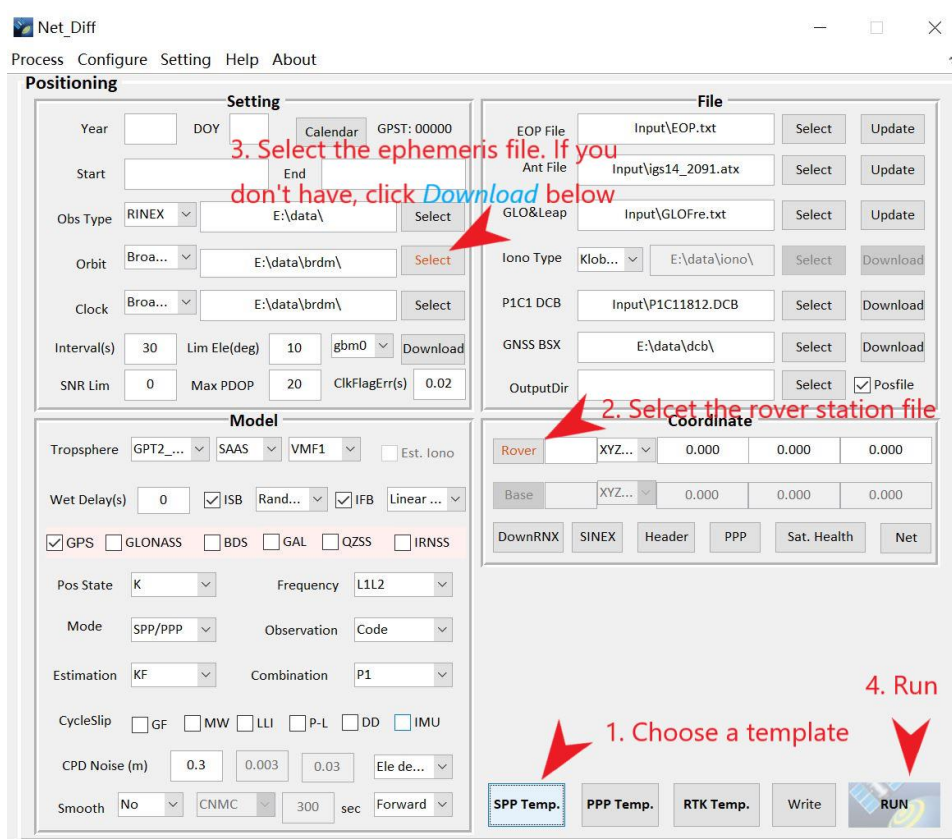 Net_Diff
Process Configure Setting Help About
Positioning
Setting
Year DOY Calendar GPST: 00000
Start End
3. Select the ephemeris file. If you
don't have, click Download below
Obs Type RINEX E:\data\ Select
Orbit Broa... E:\data\brdm\ Select
Clock Broa... E:\data\brdm\ Select
Interval(s) 30 Lim Ele(deg) 10 gbm0 Download
SNR Lim 0 Max PDOP 20 ClkFlagErr(s) 0.02
File
EOP File Input\EOP.txt Select Update
Ant File Input\igs14_2091.atx Select Update
GLO&Leap Input\GLOFre.txt Select Update
Iono Type Klob... E:\data\iono\ Select Download
P1C1 DCB Input\P1C11812.DCB Select Download
GNSS BSX E:\data\dcb\ Select Download
OutputDir Select Posfile
2. Selcet the rover station file
Model
Tropsphere GPT2_... SAAS VMF1 Est. Iono
Wet Delay(s) 0 ISB Rand... IFB Linear ...
GPS GLONASS BDS GAL QZSS IRNSS
Pos State K Frequency L1L2
Mode SPP/PPP Observation Code
Estimation KF Combination P1
CycleSlip GF MW LLI P-L DD IMU
CPD Noise (m) 0.3 0.003 0.03 Ele de...
Smooth No CNMC 300 sec Forward
Coordinate
Rover XYZ... 0.000 0.000 0.000
Base XYZ... 0.000 0.000 0.000
DownRNX SINEX Header PPP Sat. Health Net
4. Run
1. Choose a template
SPP Temp. PPP Temp. RTK Temp. Write RUN